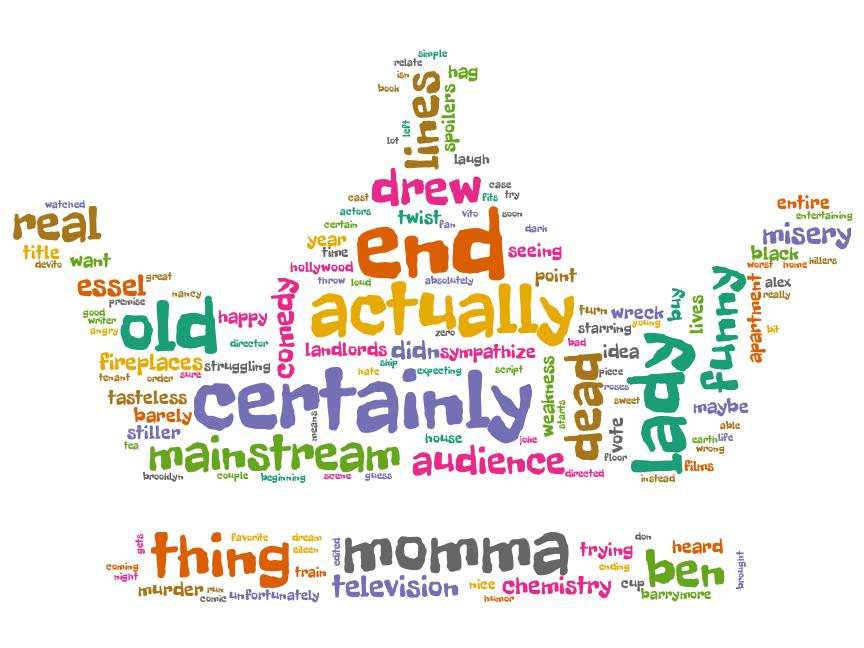 simple
relate
isn
hag
book
lines
spoilers
left
lot
laugh
drew
case
cast
fits
try
watched
real
actors
twist
vito
soon
entire
entertaining
certain
fan
dark
misery
year
end
title
time
seeing
black
devito
want
hollywood
worst
home
killers
essel
great
throw
loud
absolutely
point
alex
really
premise
nancy
comedy
actually
apartment
funny
buy
lives
good
writer
old
happy
turn
wreck
young
starring
angry
zero
bit
director
landlords
didn
sympathize
bad
idea
lady
fireplaces
struggling
skip
tenant
order
sure
hate
expecting
script
weakness
dead
piece
roses
tasteless
certainly
sweet
barely
starts
maybe
means
vote
able
stiller
house
joke
earth
life
tea
floor
wrong
mainstream
audience
films
brooklyn
couple
beginning
scene
guess
directed
instead
gets
thing
favorite
dream
edited
momma
don
eileen
trying
heard
coming
night
train
ending
ben
brought
murder
run
comic
unfortunately
television
nice
humor
chemistry
cup
barrymore